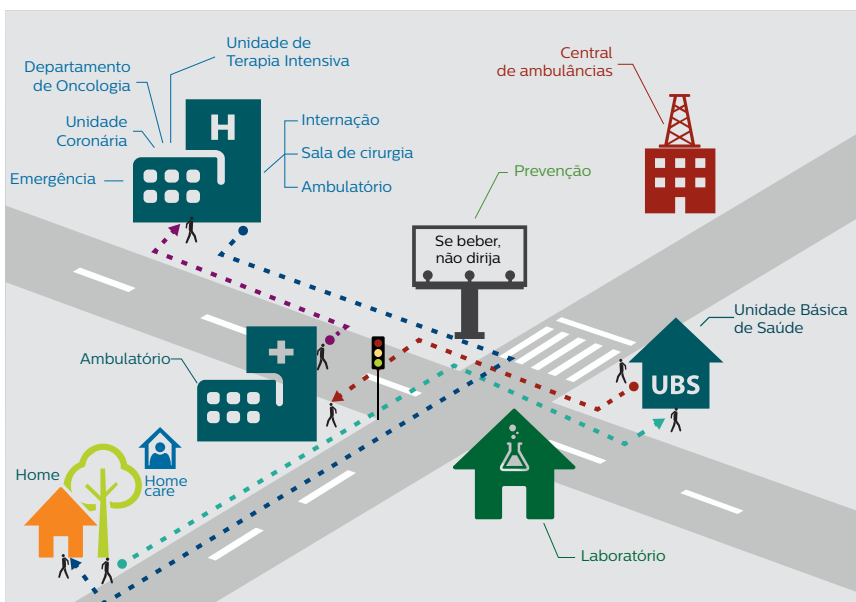 Unidade de
Terapia Intensiva
Departamento
de Oncologia
Unidade
Coronária
Emergência
H
Internação
Sala de cirurgia
Ambulatório
Central
de ambulâncias
Prevenção
Se beber,
não dirija
Unidade Básica
de Saúde
UBS
Ambulatório
Home
Home
care
Laboratório